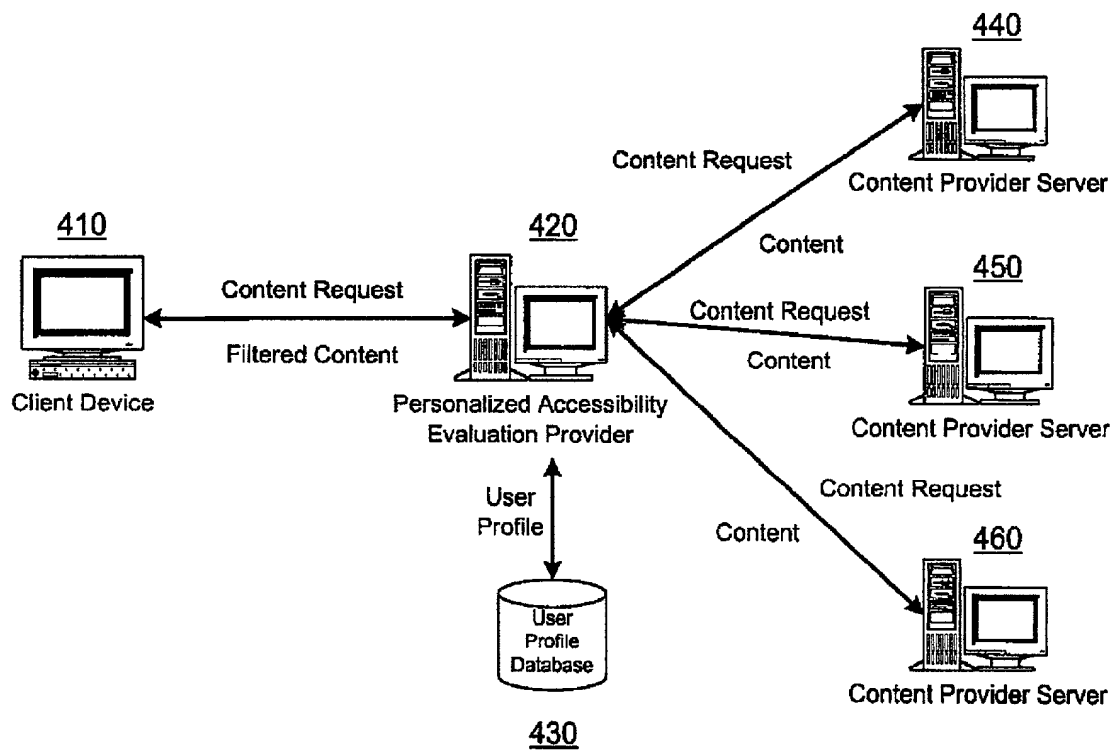 440
Content Request
Content Provider Server
410
420
Content
450
Content Request
Content Request
Filtered Content
Content
Client Device
Personalized Accessibility
Evaluation Provider
Content Provider Server
User
Profile
Content Request
Content
460
User
Profile
Database
Content Provider Server
430